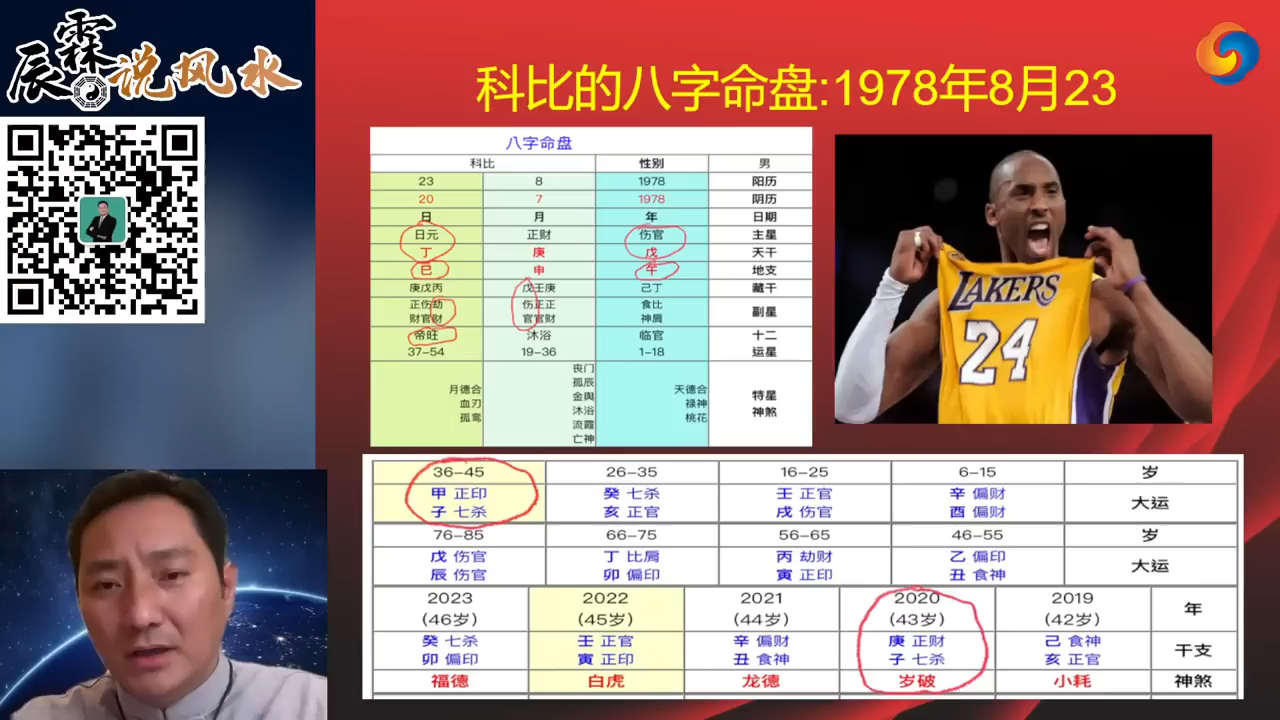 霖
辰 说风水
科比的八字命盘:1978年8月23
八字命盘
科比 性别 男
23 8 1978 阳历
20 7 1978 阴历
日 月 年 日期
日元 正财 伤官 主星
丁 庚 戊 天干
巳 申 午 地支
庚戊丙 戊壬庚 己丁 藏干
正伤劫 伤正正 食比 副星
财官财 官官财 神肩
帝旺 沐浴 临官 十二
37-54 19-36 1-18 运星
月德合 丧门 天德合 特星
血刃 孤辰 禄神 神煞
孤鸾 金舆 桃花
沐浴
流霞
亡神
LAKERS
24
36-45 26-35 16-25 6-15 岁
甲 正印 癸 七杀 壬 正官 辛 偏财 大运
子 七杀 亥 正官 戌 伤官 酉 偏财
76-85 66-75 56-65 46-55 岁
戊 伤官 丁 比肩 丙 劫财 乙 偏印 大运
辰 伤官 卯 偏印 寅 正印 丑 食神
2023 2022 2021 2020 2019 年
(46岁) (45岁) (44岁) (43岁) (42岁)
癸 七杀 壬 正官 辛 偏财 庚 正财 己 食神 干支
卯 偏印 寅 正印 丑 食神 子 七杀 亥 正官
福德 白虎 龙德 岁破 小耗 神煞